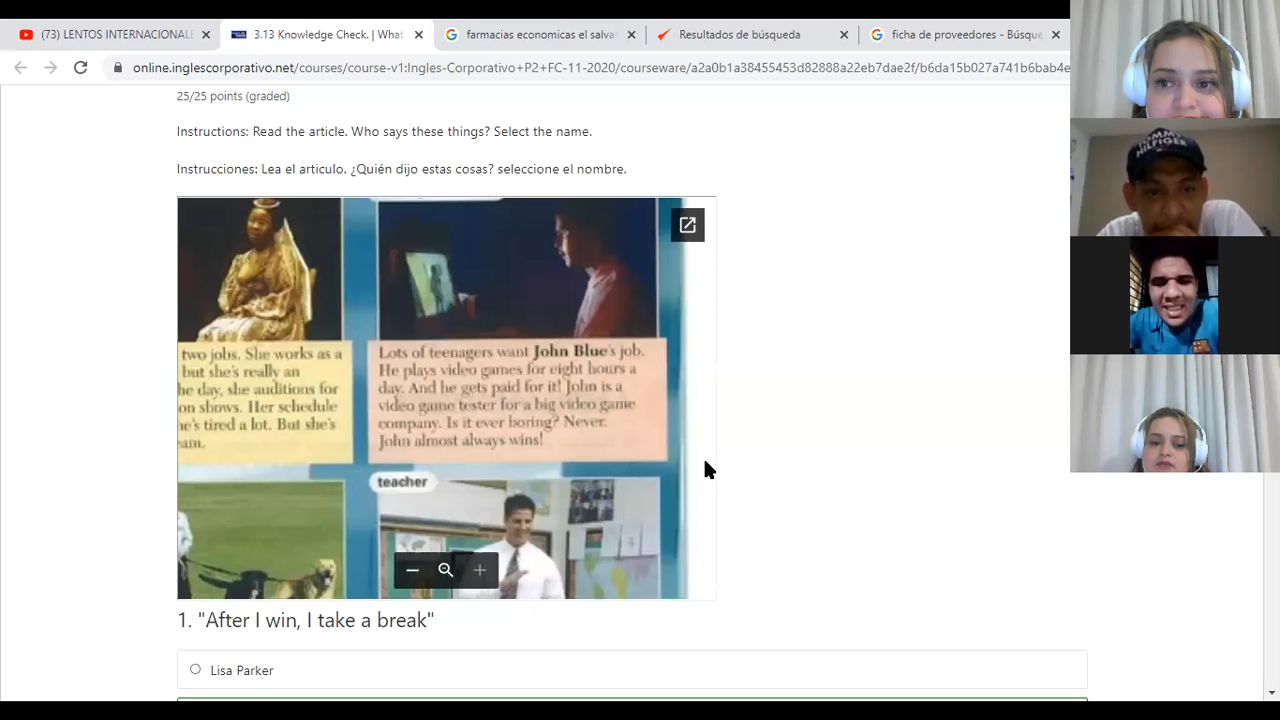 (73) LENTOS INTERNACIONAL
3.13 Knowledge Check. | What
farmacias economicas el salva
Resultados de búsqueda
ficha de proveedores - Búsque
online.inglescorporativo.net/courses/course-v1:Ingles-Corporativo+P2+FC-11-2020/courseware/a2a0b1a38455453d82888a22eb7dae2f/b6da15b027a741b6bab4e
25/25 points (graded)
Instructions: Read the article. Who says these things? Select the name.
Instrucciones: Lea el articulo. ¿Quién dijo estas cosas? seleccione el nombre.
two jobs. She works as a
but she's really an
he day, she auditions for
on shows. Her schedule
he's tired a lot. But she's
eam.
Lots of teenagers want John Blue's job.
He plays video games for eight hours a
day. And he gets paid for it! John is a
video game tester for a big video game
company. Is it ever boring? Never.
John almost always wins!
teacher
1. "After I win, I take a break"
Lisa Parker
TOMMY
HILFIGER